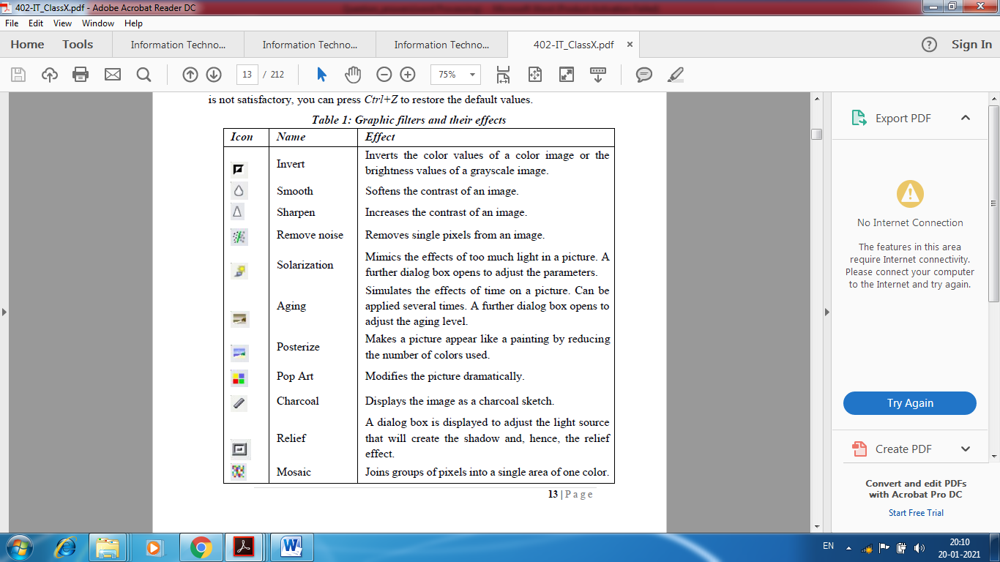 402-IT_ClassX.pdf - Adobe Acrobat Reader DC
File Edit View Window Help
Home Tools Information Techno... Information Techno... Information Techno... 402-IT_ClassX.pdf × ? Sign In
13 / 212 75%
is not satisfactory, you can press Ctrl+Z to restore the default values.
Table 1: Graphic filters and their effects
Icon Name Effect
Invert Inverts the color values of a color image or the
brightness values of a grayscale image.
Smooth Softens the contrast of an image.
Sharpen Increases the contrast of an image.
Remove noise Removes single pixels from an image.
Solarization Mimics the effects of too much light in a picture. A
further dialog box opens to adjust the parameters.
Aging Simulates the effects of time on a picture. Can be
applied several times. A further dialog box opens to
adjust the aging level.
Posterize Makes a picture appear like a painting by reducing
the number of colors used.
Pop Art Modifies the picture dramatically.
Charcoal Displays the image as a charcoal sketch.
Relief A dialog box is displayed to adjust the light source
that will create the shadow and, hence, the relief
effect.
Mosaic Joins groups of pixels into a single area of one color.
13 | Page
Export PDF
No Internet Connection
The features in this area
require Internet connectivity.
Please connect your computer
to the Internet and try again.
Try Again
Create PDF
Convert and edit PDFs
with Acrobat Pro DC
Start Free Trial
EN 20:10
20-01-2021